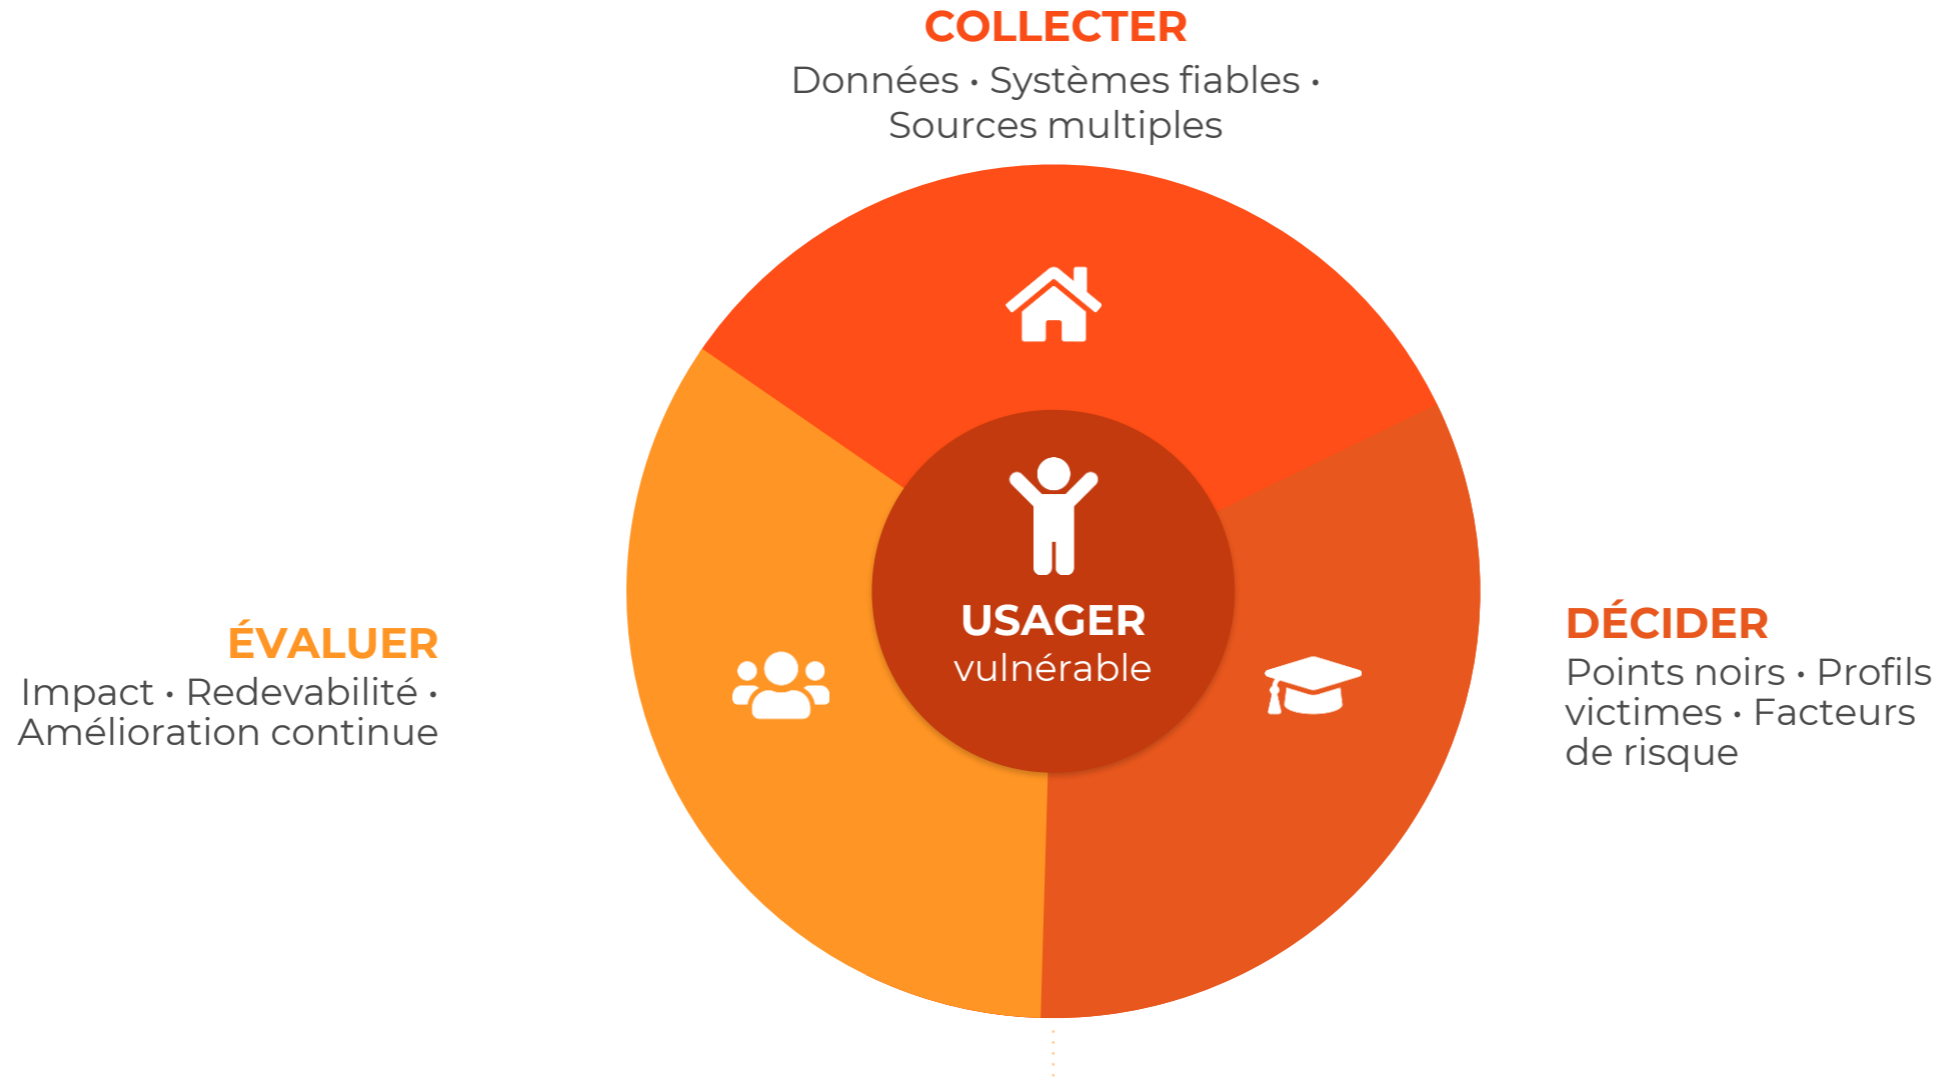 COLLECTER
Données • Systèmes fiables •
Sources multiples
USAGER
vulnérable
ÉVALUER
Impact • Redevabilité •
Amélioration continue
DÉCIDER
Points noirs • Profils
victimes • Facteurs
de risque